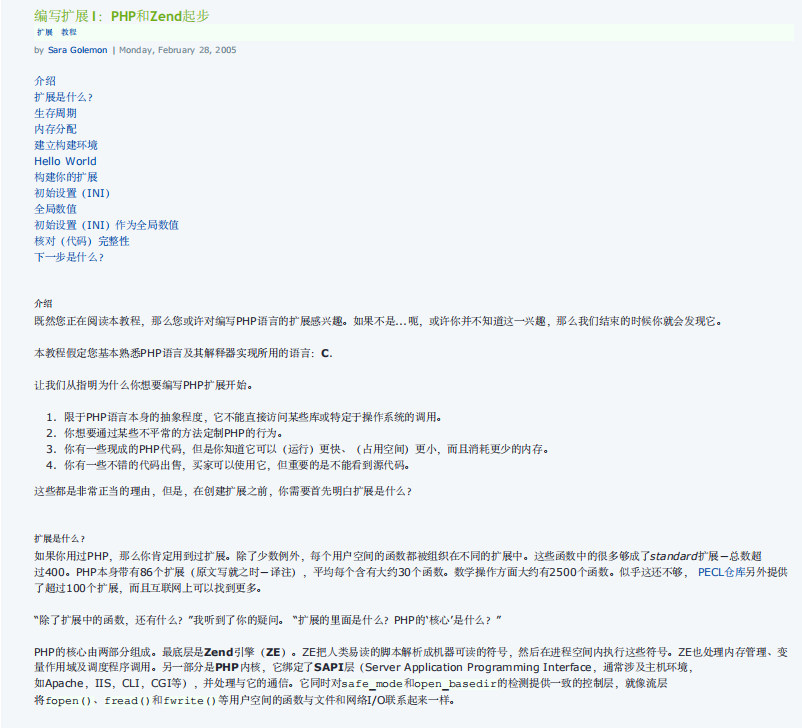 编写扩展 I：PHP和Zend起步
扩展 教程
by Sara Golemon | Monday, February 28, 2005
介绍
扩展是什么？
生存周期
内存分配
建立构建环境
Hello World
构建你的扩展
初始设置（INI）
全局数值
初始设置（INI）作为全局数值
核对（代码）完整性
下一步是什么？
介绍
既然您正在阅读本教程，那么您或许对编写PHP语言的扩展感兴趣。如果不是...呃，或许你并不知道这一兴趣，那么我们结束的时候你就会发现它。
本教程假定您基本熟悉PHP语言及其解释器实现所用的语言：C.
让我们从指明为什么你想要编写PHP扩展开始。
1. 限于PHP语言本身的抽象程度，它不能直接访问某些库或特定于操作系统的调用。
2. 你想要通过某些不平常的方法定制PHP的行为。
3. 你有一些现成的PHP代码，但是你知道它可以（运行）更快、（占用空间）更小，而且消耗更少的内存。
4. 你有一些不错的代码出售，买家可以使用它，但重要的是不能看到源代码。
这些都是非常正当的理由，但是，在创建扩展之前，你需要首先明白扩展是什么？
扩展是什么？
如果你用过PHP，那么你肯定用到过扩展。除了少数例外，每个用户空间的函数都被组织在不同的扩展中。这些函数中的很多够成了standard扩展－总数超
过400。PHP本身带有86个扩展（原文写就之时－译注），平均每个含有大约30个函数。数学操作方面大约有2500个函数。似乎这还不够， PECL仓库另外提供
了超过100个扩展，而且互联网上可以找到更多。
“除了扩展中的函数，还有什么？”我听到了你的疑问。 “扩展的里面是什么？PHP的‘核心’是什么？”
PHP的核心由两部分组成。最底层是Zend引擎（ZE）。ZE把人类易读的脚本解析成机器可读的符号，然后在进程空间内执行这些符号。ZE也处理内存管理、变
量作用域及调度程序调用。另一部分是PHP内核，它绑定了SAPI层（Server Application Programming Interface，通常涉及主机环境，
如Apache，IIS，CLI，CGI等），并处理与它的通信。它同时对safe_mode和open_basedir的检测提供一致的控制层，就像流层
将fopen()、fread()和fwrite()等用户空间的函数与文件和网络I/O联系起来一样。